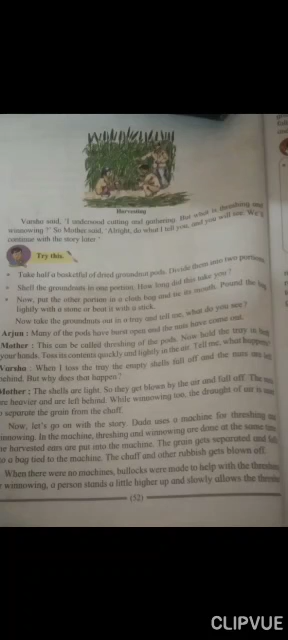 Harvesting
Varsha said, 'I understood cutting and gathering. But what is threshing and
winnowing ?' So Mother said, 'Alright, do what I tell you, and you will see. We'll
continue with the story later.'
Try this.
• Take half a basketful of dried groundnut pods. Divide them into two portions.
• Shell the groundnuts in one portion. How long did this take you ?
• Now, put the other portion in a cloth bag and tie its mouth. Pound the bag
lightly with a stone or beat it with a stick.
Now take the groundnuts out in a tray and tell me, what do you see ?
Arjun : Many of the pods have burst open and the nuts have come out.
Mother : This can be called threshing of the pods. Now hold the tray in
your hands. Toss its contents quickly and lightly in the air. Tell me, what happens
Varsha : When I toss the tray the empty shells fall off and the nuts are left
behind. But why does that happen ?
Mother : The shells are light. So they get blown by the air and fall off. The nuts
are heavier and are left behind. While winnowing too, the draught of air is used
to separate the grain from the chaff.
Now, let's go on with the story. Dada uses a machine for threshing and
winnowing. In the machine, threshing and winnowing are done at the same time.
The harvested ears are put into the machine. The grain gets separated and
a bag tied to the machine. The chaff and other rubbish gets blown off.
When there were no machines, bullocks were made to help with the threshing
winnowing, a person stands a little higher up and slowly allows the
(52)
CLIPVUE